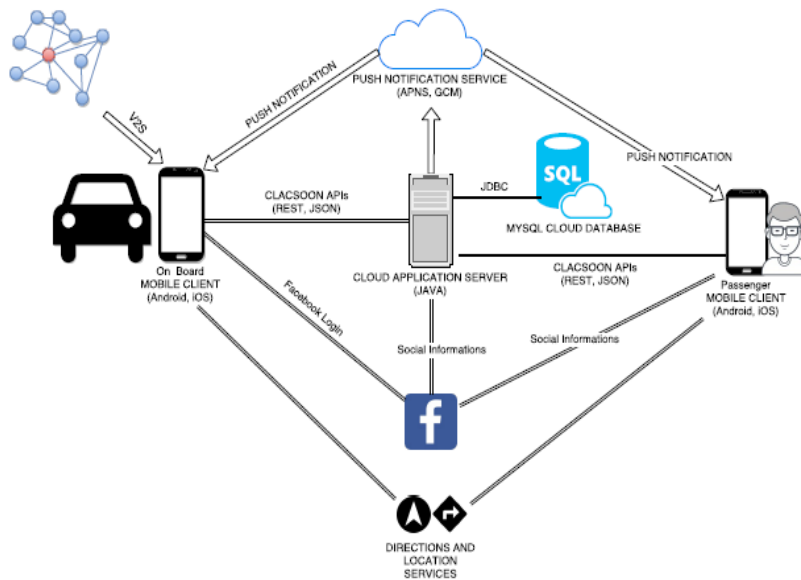 PUSH NOTIFICATION SERVICE
(APNS, GCM)
PUSH NOTIFICATION
V2S
PUSH NOTIFICATION
SQL
JDBC
MYSQL CLOUD DATABASE
CLACSOON APIs
(REST, JSON)
On Board
MOBILE CLIENT
(Android, iOS)
CLOUD APPLICATION SERVER
(JAVA)
CLACSOON APIs
(REST, JSON)
Passenger
MOBILE CLIENT
(Android, iOS)
Facebook Login
Social Informations
Social Informations
f
DIRECTIONS AND
LOCATION
SERVICES